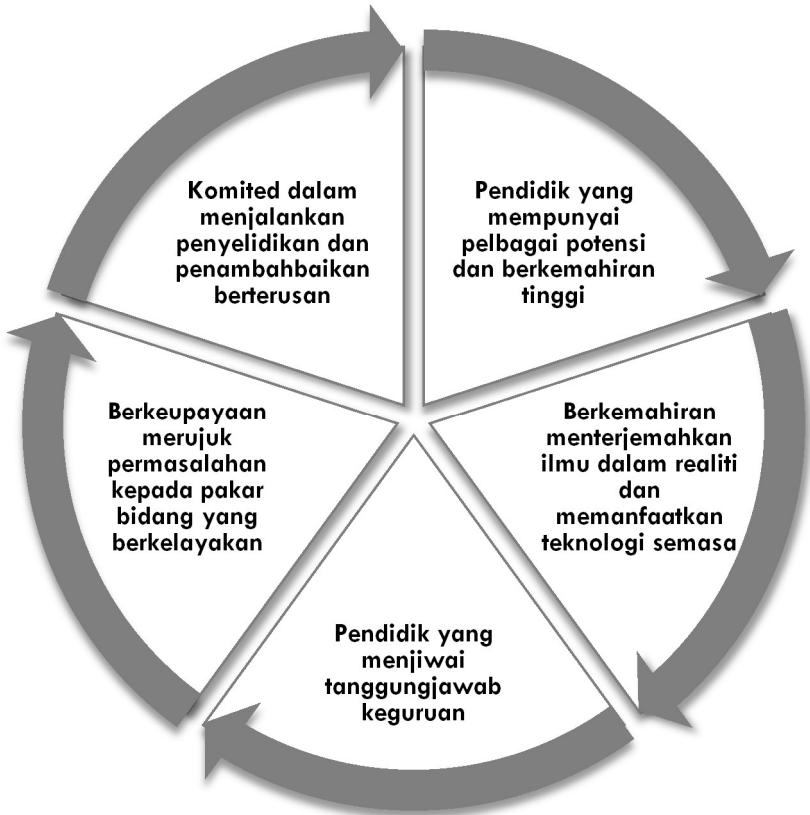 Komited dalam
menjalankan
penyelidikan dan
penambahbaikan
berterusan
Pendidik yang
mempunyai
pelbagai potensi
dan berkemahiran
tinggi
Berkeupayaan
merujuk
permasalahan
kepada pakar
bidang yang
berkelayakan
Berkemahiran
menterjemahkan
ilmu dalam realiti
dan
memanfaatkan
teknologi semasa
Pendidik yang
menjiwai
tanggungjawab
keguruan